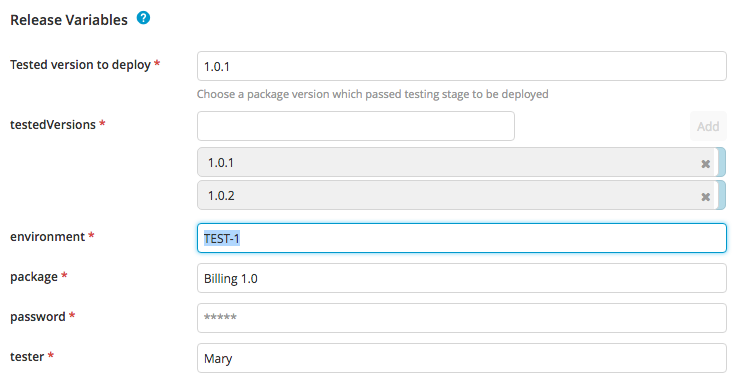 Release Variables ?
Tested version to deploy * 1.0.1
Choose a package version which passed testing stage to be deployed
testedVersions * Add
1.0.1 ✖
1.0.2 ✖
environment * TEST-1
package * Billing 1.0
password * *****
tester * Mary